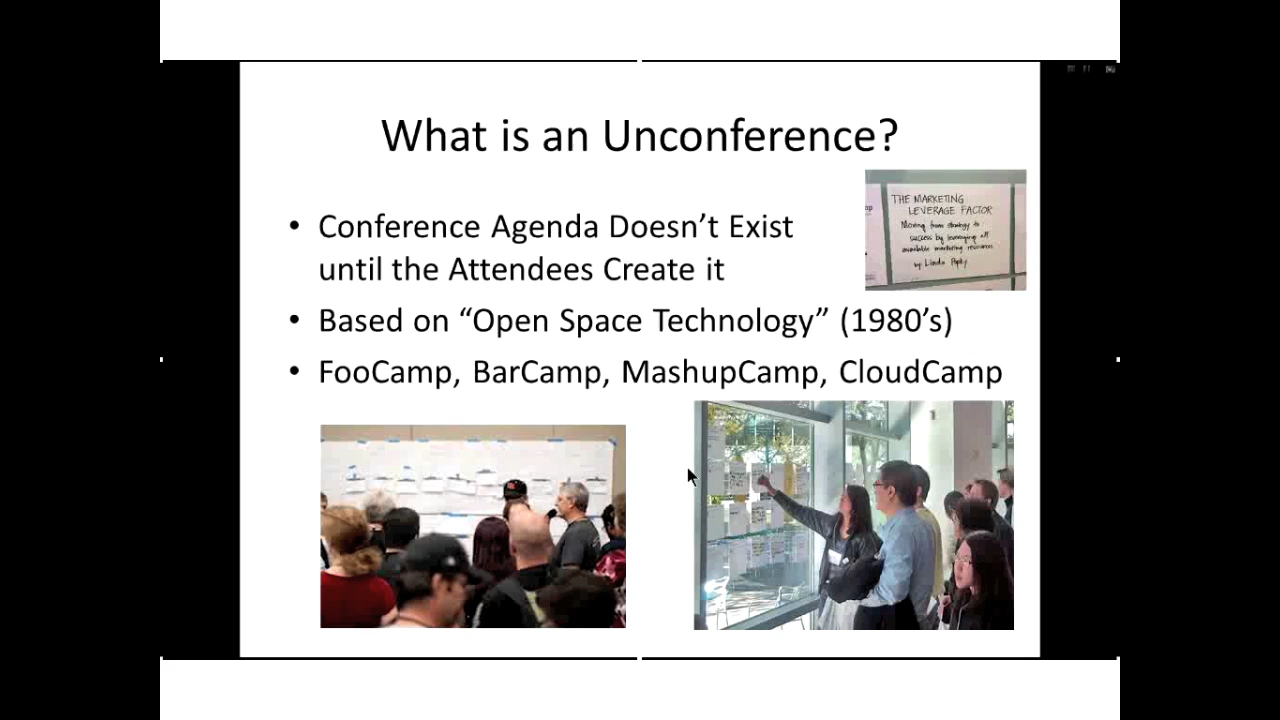 What is an Unconference?
THE MARKETING
LEVERAGE FACTOR
Moving from strategy to
success by leveraging all
available marketing resources
by Linda Popky
• Conference Agenda Doesn’t Exist
until the Attendees Create it
• Based on “Open Space Technology” (1980’s)
• FooCamp, BarCamp, MashupCamp, CloudCamp